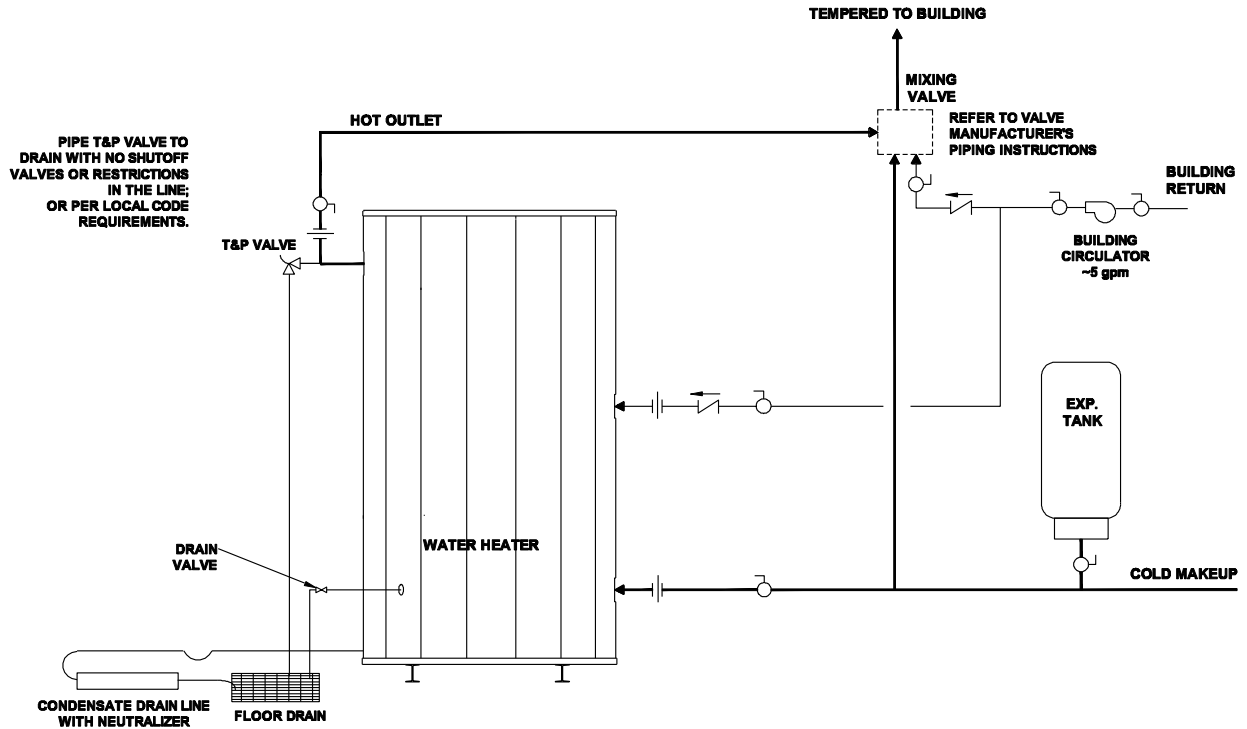 TEMPERED TO BUILDING
MIXING
VALVE
HOT OUTLET
REFER TO VALVE
MANUFACTURER'S
PIPING INSTRUCTIONS
PIPE T&P VALVE TO
DRAIN WITH NO SHUTOFF
VALVES OR RESTRICTIONS
IN THE LINE;
OR PER LOCAL CODE
REQUIREMENTS.
BUILDING
RETURN
T&P VALVE
BUILDING
CIRCULATOR
~5 gpm
EXP.
TANK
WATER HEATER
DRAIN
VALVE
COLD MAKEUP
CONDENSATE DRAIN LINE
WITH NEUTRALIZER
FLOOR DRAIN